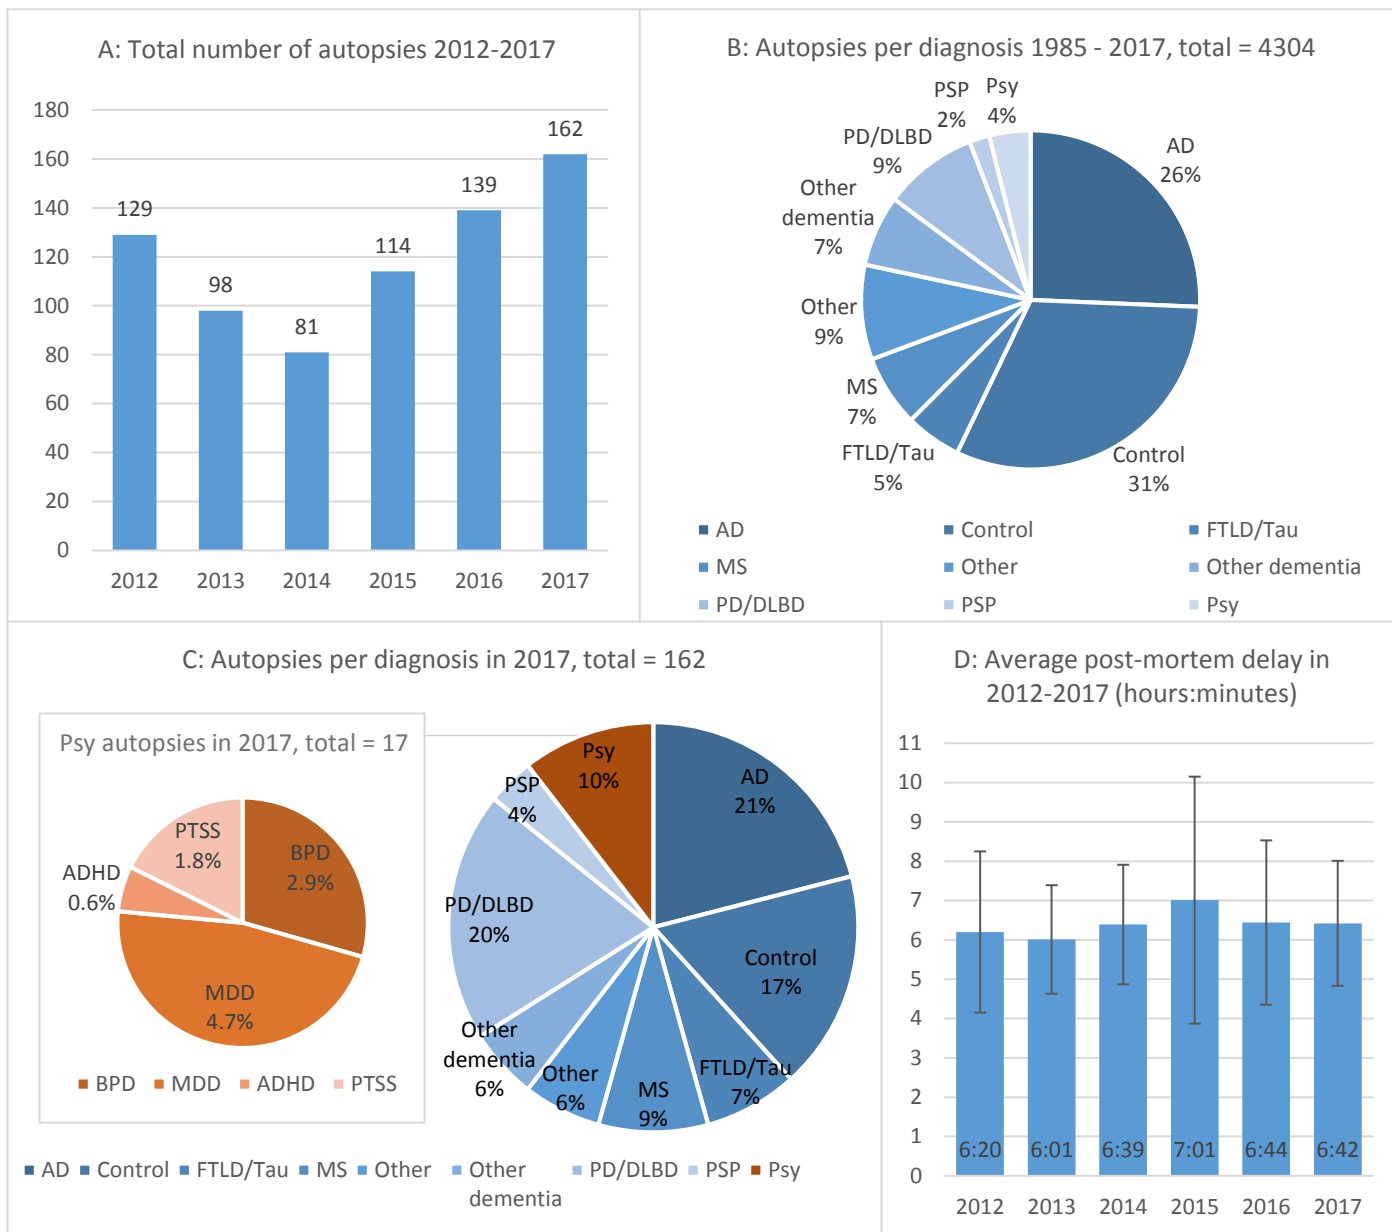 A: Total number of autopsies 2012-2017
180
160
140
120
100
80
60
40
20
0
129
98
81
114
139
162
2012
2013
2014
2015
2016
2017
B: Autopsies per diagnosis 1985 - 2017, total = 4304
PSP
2%
Psy
4%
AD
26%
PD/DLBD
9%
Other
dementia
7%
Other
9%
MS
7%
FTLD/Tau
5%
Control
31%
AD
Control
FTLD/Tau
MS
Other
Other dementia
PD/DLBD
PSP
Psy
C: Autopsies per diagnosis in 2017, total = 162
Psy autopsies in 2017, total = 17
PTSS
1.8%
BPD
2.9%
ADHD
0.6%
MDD
4.7%
BPD
MDD
ADHD
PTSS
Psy
10%
AD
21%
PSP
4%
PD/DLBD
20%
Control
17%
Other
dementia
6%
Other
6%
MS
9%
FTLD/Tau
7%
AD
Control
FTLD/Tau
MS
Other
Other
dementia
PD/DLBD
PSP
Psy
D: Average post-mortem delay in
2012-2017 (hours:minutes)
11
10
9
8
7
6
5
4
3
2
1
0
6:20
6:01
6:39
7:01
6:44
6:42
2012
2013
2014
2015
2016
2017